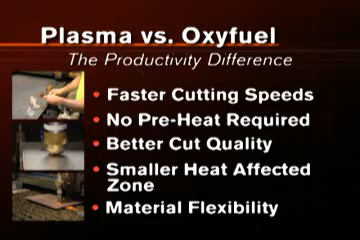 Plasma vs. Oxyfuel
The Productivity Difference
• Faster Cutting Speeds
• No Pre-Heat Required
• Better Cut Quality
• Smaller Heat Affected
Zone
• Material Flexibility